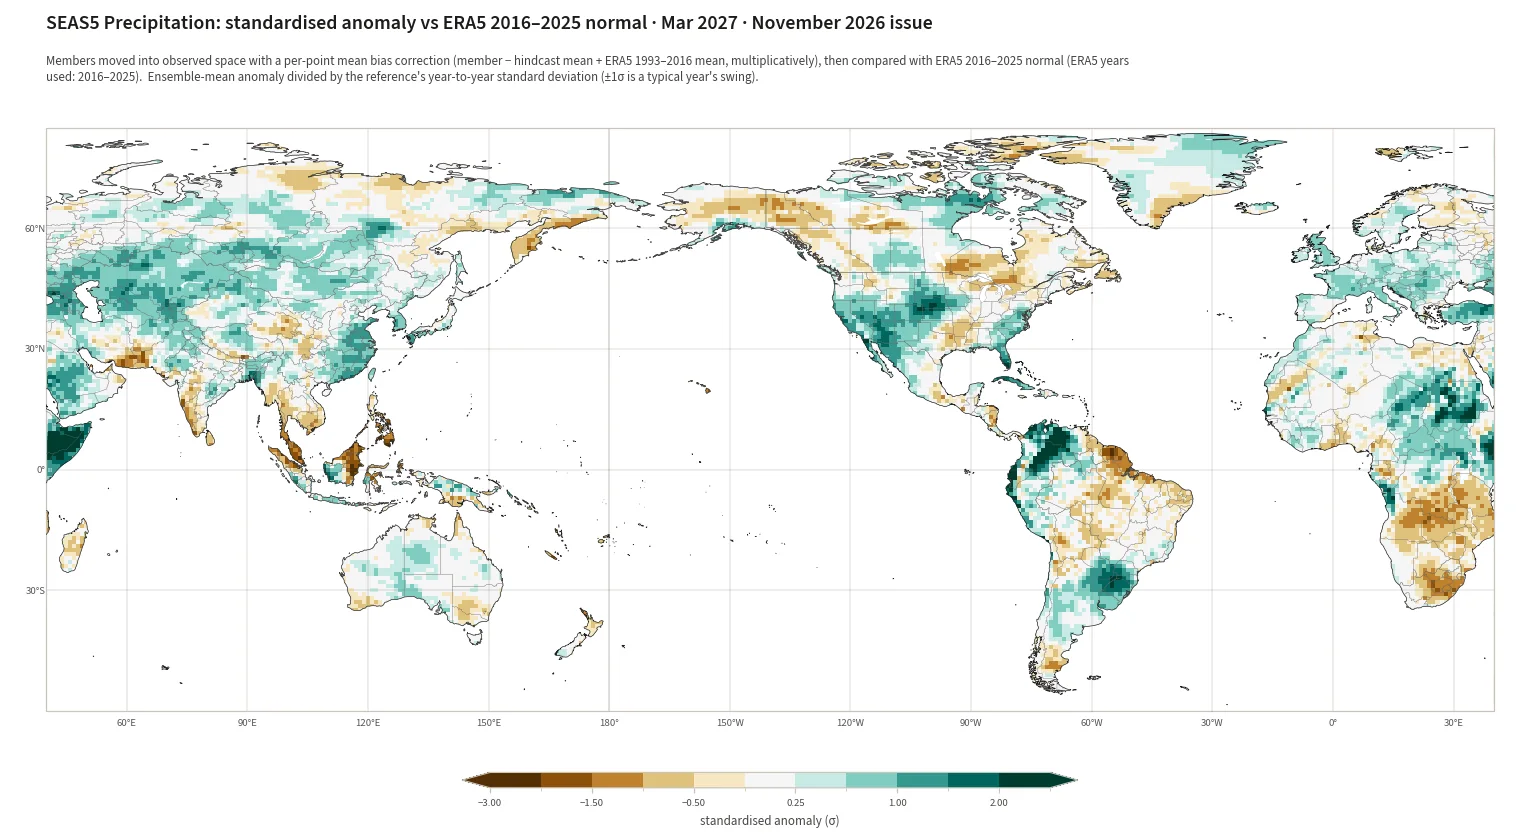 SEAS5 Precipitation: standardised anomaly vs ERA5 2016–2025 normal · Mar 2027 · November 2026 issue
Members moved into observed space with a per-point mean bias correction (member − hindcast mean + ERA5 1993–2016 mean, multiplicatively), then compared with ERA5 2016–2025 normal (ERA5 years
used: 2016–2025). Ensemble-mean anomaly divided by the reference's year-to-year standard deviation (±1σ is a typical year's swing).
60°N
30°N
0°
30°S
60°E 90°E 120°E 150°E 180° 150°W 120°W 90°W 60°W 30°W 0° 30°E
−3.00 −1.50 −0.50 0.25 1.00 2.00
standardised anomaly (σ)